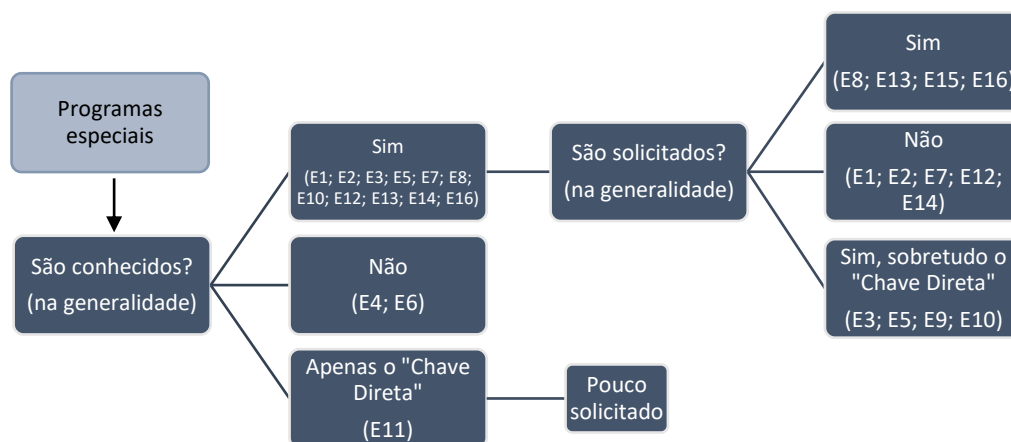 Programas
especiais
São conhecidos?
(na generalidade)
Sim
(E1; E2; E3; E5; E7; E8;
E10; E12; E13; E14; E16)
Não
(E4; E6)
Apenas o "Chave
Direta"
(E11)
São solicitados?
(na generalidade)
Pouco
solicitado
Sim
(E8; E13; E15; E16)
Não
(E1; E2; E7; E12;
E14)
Sim, sobretudo o
"Chave Direta"
(E3; E5; E9; E10)